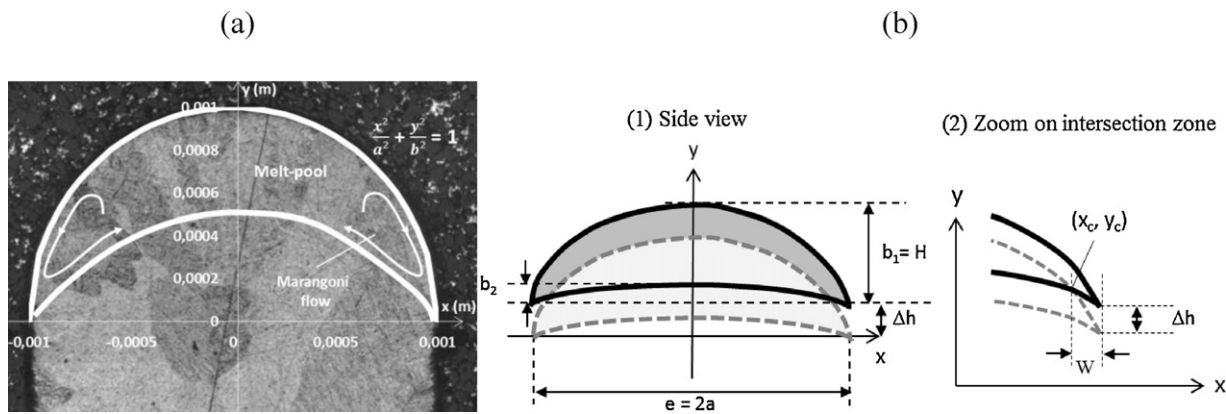 (a)
(b)
y (m)
0.001
x²/a² + y²/b² = 1
0,0008
Melt-pool
0,0006
0,0004
0,0002
Marangoni
flow
x (m)
0
-0,001
-0,0005
0
0,0005
0,001
(1) Side view
y
b₁= H
b₂
Δh
x
e = 2a
(2) Zoom on intersection zone
y
(x꜀, y꜀)
Δh
W
x